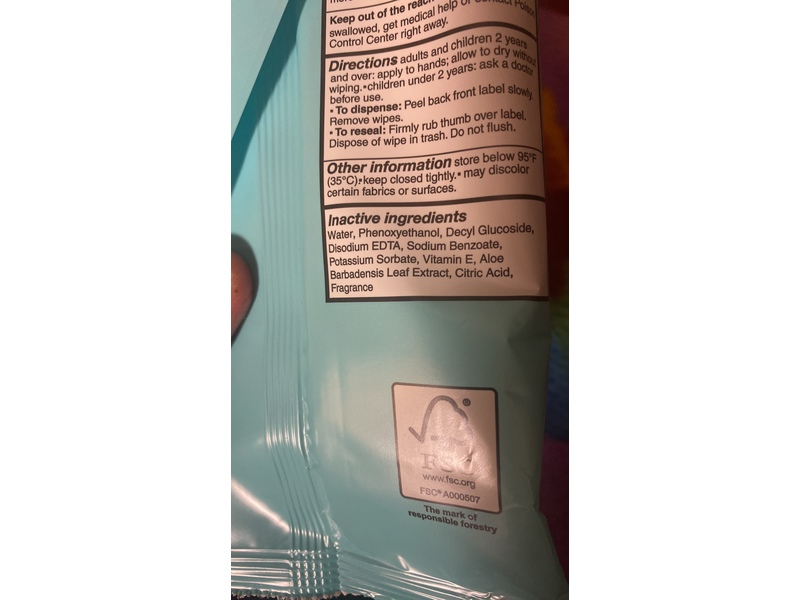 Keep out of the reach
swallowed, get medical help or Contact Poison
Control Center right away.
Directions adults and children 2 years
and over: apply to hands; allow to dry without
wiping.▪children under 2 years: ask a doctor
before use.
▪ To dispense: Peel back front label slowly.
Remove wipes.
▪ To reseal: Firmly rub thumb over label.
Dispose of wipe in trash. Do not flush.
Other information store below 95°F
(35°C)▪keep closed tightly.▪ may discolor
certain fabrics or surfaces.
Inactive ingredients
Water, Phenoxyethanol, Decyl Glucoside,
Disodium EDTA, Sodium Benzoate,
Potassium Sorbate, Vitamin E, Aloe
Barbadensis Leaf Extract, Citric Acid,
Fragrance
®
FSC
www.fsc.org
FSC® A000507
The mark of
responsible forestry